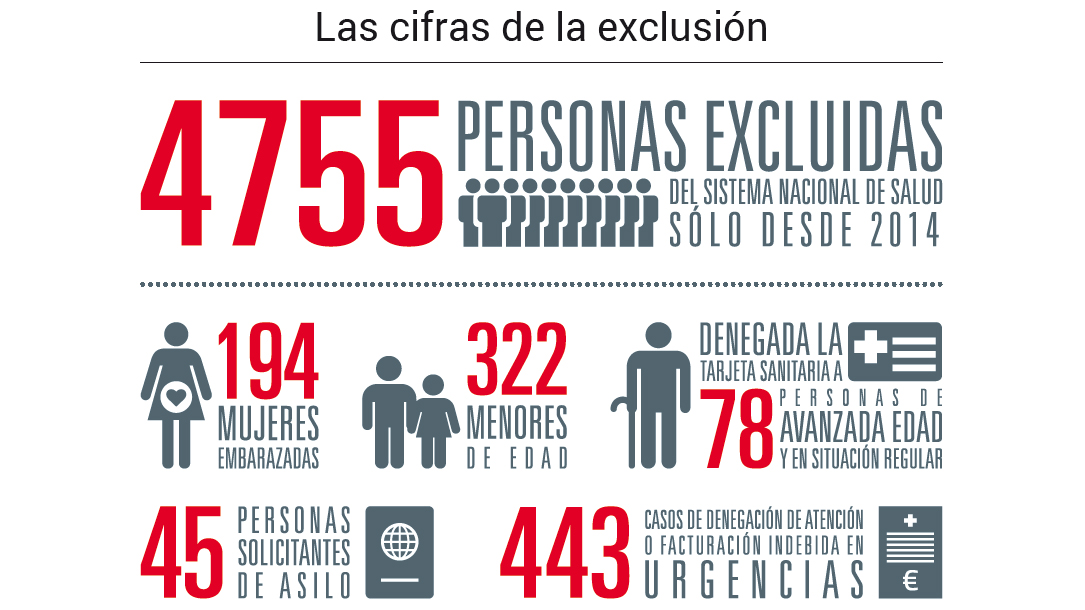 Las cifras de la exclusión
4755 PERSONAS EXCLUIDAS
DEL SISTEMA NACIONAL DE SALUD
SÓLO DESDE 2014
194
MUJERES
EMBARAZADAS
322
MENORES
DE EDAD
DENEGADA LA
TARJETA SANITARIA A
78 PERSONAS DE
AVANZADA EDAD
Y EN SITUACIÓN REGULAR
45 PERSONAS
SOLICITANTES
DE ASILO
443 CASOS DE DENEGACIÓN DE ATENCIÓN
O FACTURACIÓN INDEBIDA EN
URGENCIAS
€